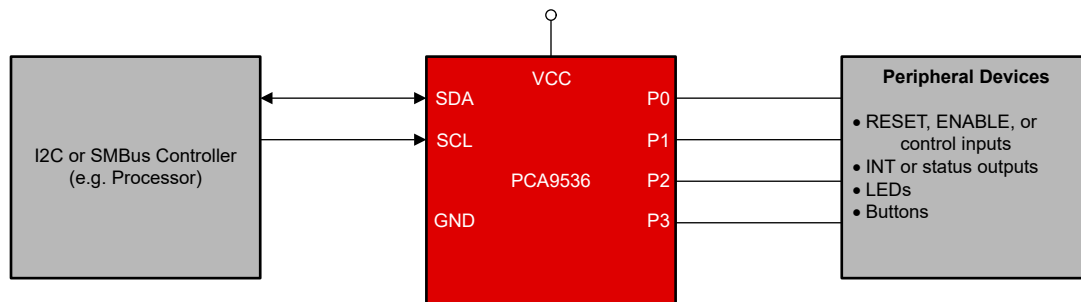 I2C or SMBus Controller
(e.g. Processor)
VCC
SDA
SCL
GND
PCA9536
P0
P1
P2
P3
Peripheral Devices
• RESET, ENABLE, or
control inputs
• INT or status outputs
• LEDs
• Buttons